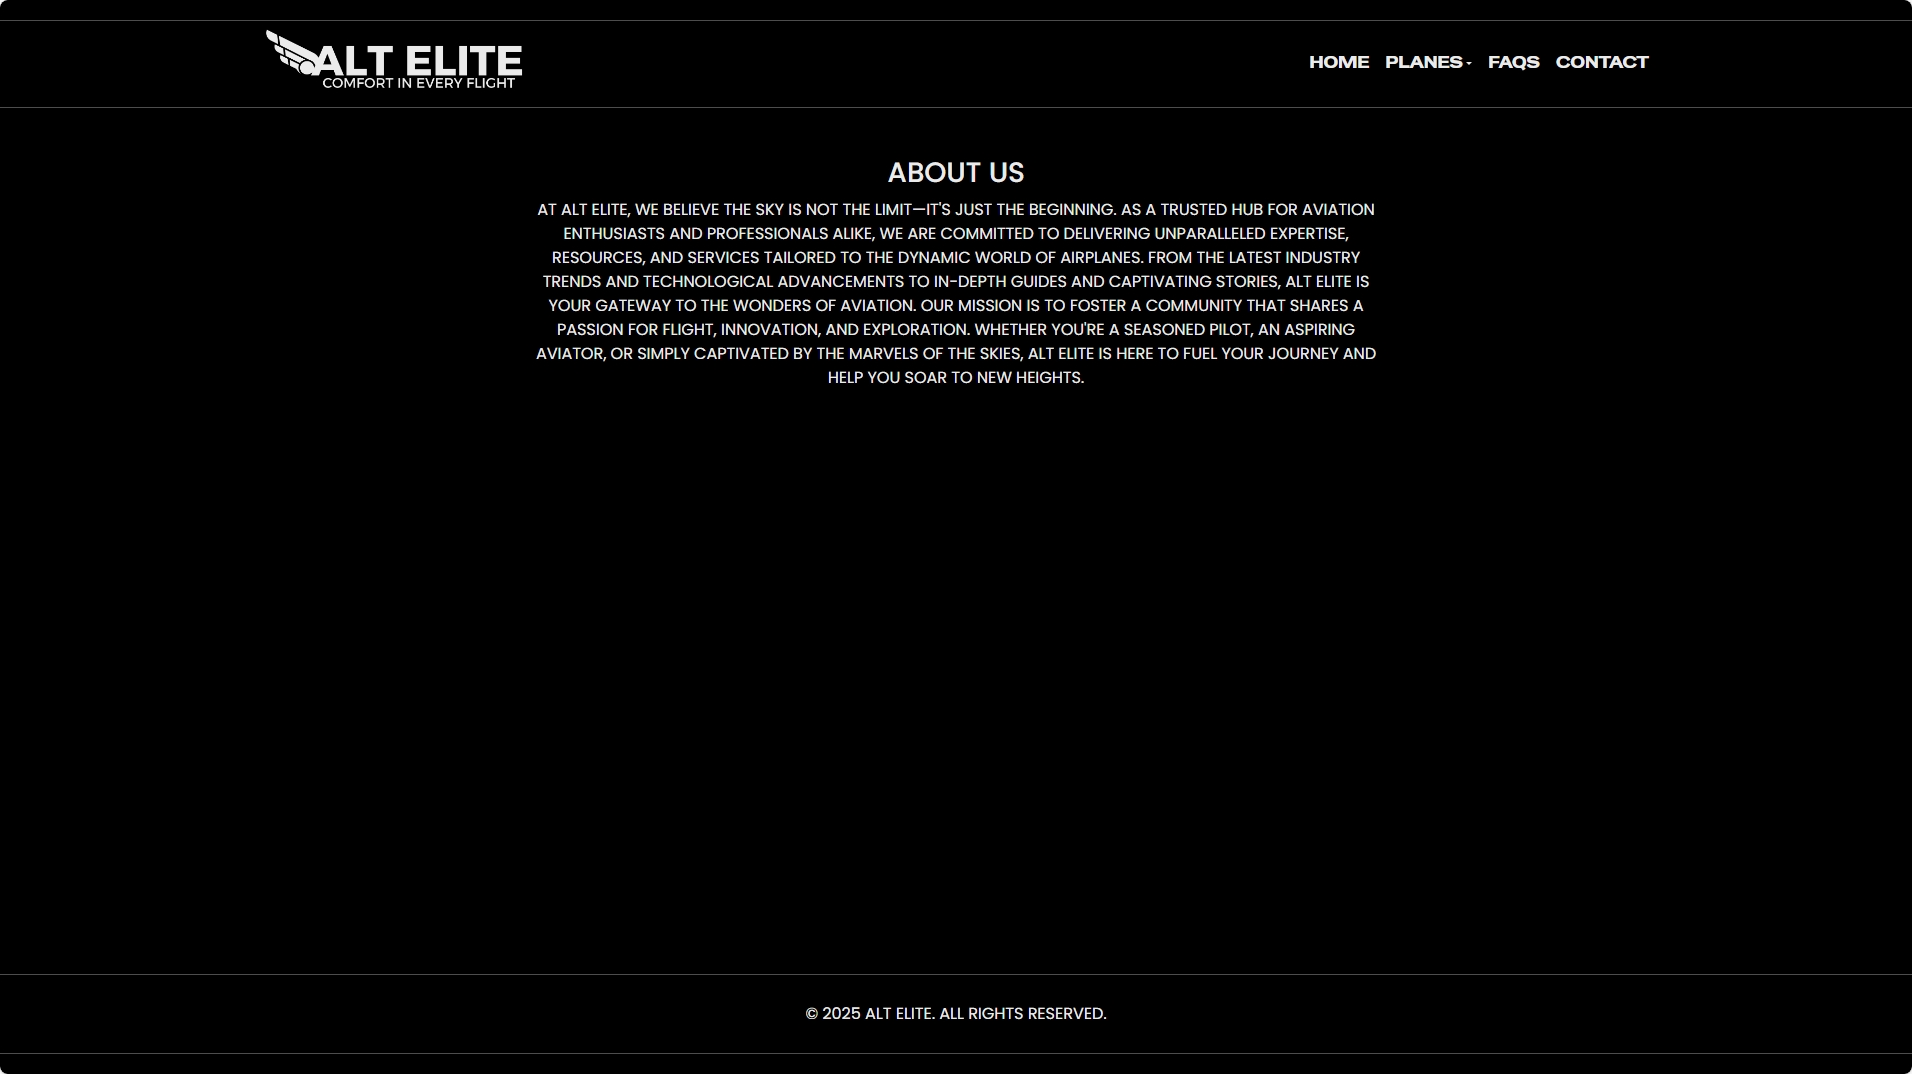 ALT ELITE
COMFORT IN EVERY FLIGHT
HOME PLANES FAQS CONTACT
ABOUT US
AT ALT ELITE, WE BELIEVE THE SKY IS NOT THE LIMIT—IT'S JUST THE BEGINNING. AS A TRUSTED HUB FOR AVIATION
ENTHUSIASTS AND PROFESSIONALS ALIKE, WE ARE COMMITTED TO DELIVERING UNPARALLELED EXPERTISE,
RESOURCES, AND SERVICES TAILORED TO THE DYNAMIC WORLD OF AIRPLANES. FROM THE LATEST INDUSTRY
TRENDS AND TECHNOLOGICAL ADVANCEMENTS TO IN-DEPTH GUIDES AND CAPTIVATING STORIES, ALT ELITE IS
YOUR GATEWAY TO THE WONDERS OF AVIATION. OUR MISSION IS TO FOSTER A COMMUNITY THAT SHARES A
PASSION FOR FLIGHT, INNOVATION, AND EXPLORATION. WHETHER YOU'RE A SEASONED PILOT, AN ASPIRING
AVIATOR, OR SIMPLY CAPTIVATED BY THE MARVELS OF THE SKIES, ALT ELITE IS HERE TO FUEL YOUR JOURNEY AND
HELP YOU SOAR TO NEW HEIGHTS.
© 2025 ALT ELITE. ALL RIGHTS RESERVED.